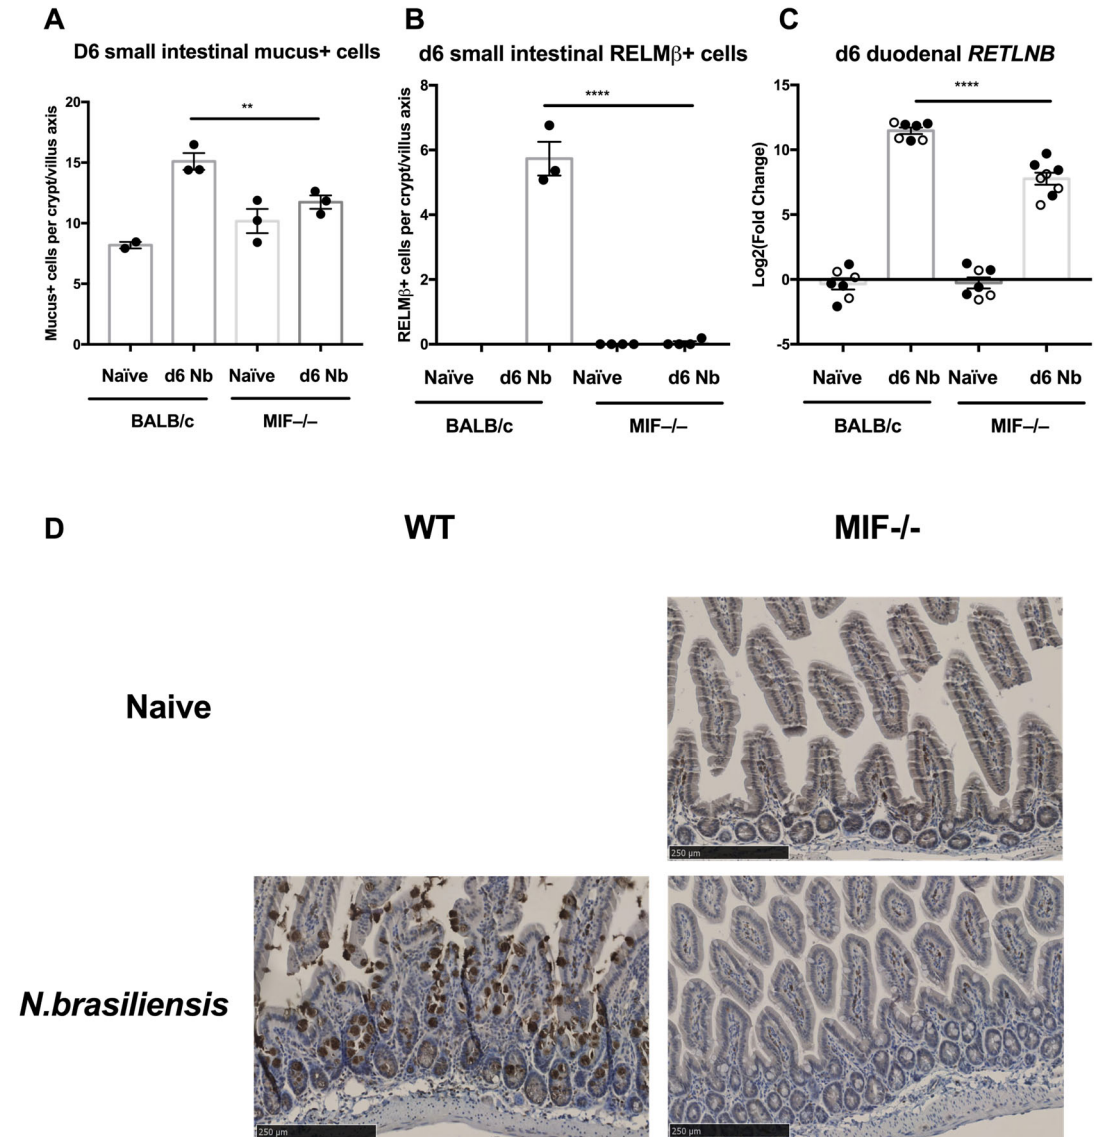 A
D6 small intestinal mucus+ cells
Mucus+ cells per crypt/villus axis
20
15
10
5
0
**
Naïve d6 Nb Naïve d6 Nb
BALB/c MIF–/–
B
d6 small intestinal RELMβ+ cells
RELMβ+ cells per crypt/villus axis
8
6
4
2
0
****
Naïve d6 Nb Naïve d6 Nb
BALB/c MIF–/–
C
d6 duodenal RETLNB
Log2(Fold Change)
15
10
5
0
-5
****
Naïve d6 Nb Naïve d6 Nb
BALB/c MIF–/–
D
WT MIF-/-
Naive
250 µm
N.brasiliensis
250 µm
250 µm